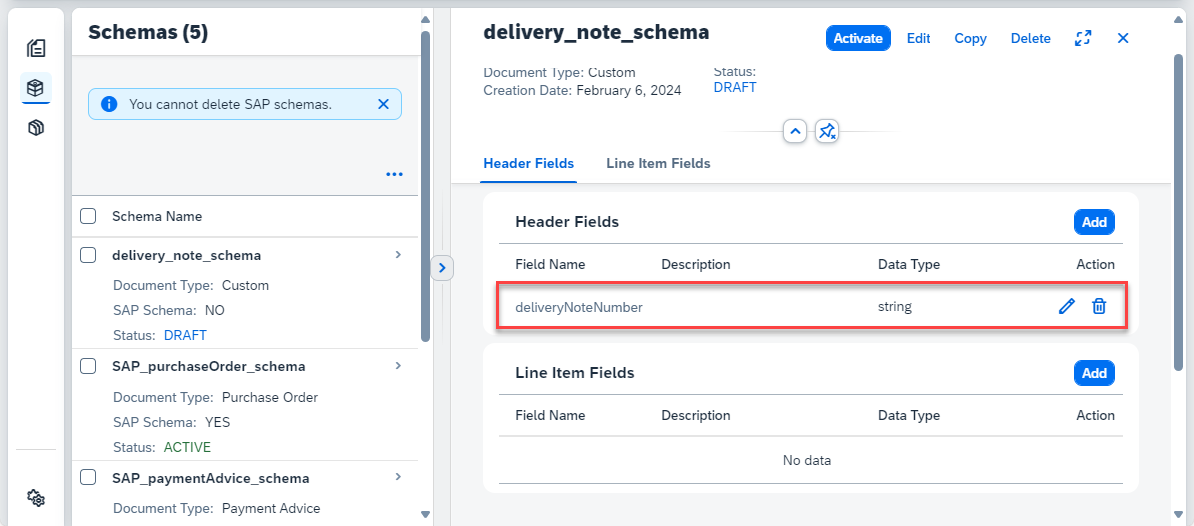 Schemas (5)
You cannot delete SAP schemas.
Schema Name
delivery_note_schema
Document Type: Custom
SAP Schema: NO
Status: DRAFT
SAP_purchaseOrder_schema
Document Type: Purchase Order
SAP Schema: YES
Status: ACTIVE
SAP_paymentAdvice_schema
Document Type: Payment Advice
delivery_note_schema
Activate Edit Copy Delete
Document Type: Custom Status:
Creation Date: February 6, 2024 DRAFT
Header Fields Line Item Fields
Header Fields Add
Field Name Description Data Type Action
deliveryNoteNumber string
Line Item Fields Add
Field Name Description Data Type Action
No data